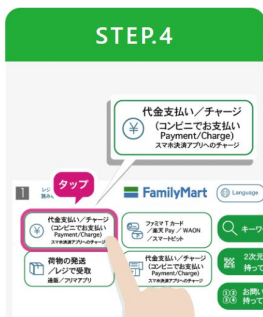 STEP.4
代金支払い／チャージ
（コンビニでお支払い
Payment/Charge)
スマホ決済アプリへのチャージ
タップ
1
レジ
FamilyMart
Language
代金支払い／チャージ
（コンビニでお支払い
Payment/Charge)
スマホ決済アプリへのチャージ
ファミマTカード
／楽天Pay／WAON
／スマートピット
キーワ
荷物の発送
／レジで受取
通販／フリマアプリ
代金支払い／チャージ
（コンビニでお支払い
Payment/Charge)
スマホ決済アプリへのチャージ
2次元
持って
お問い
持って